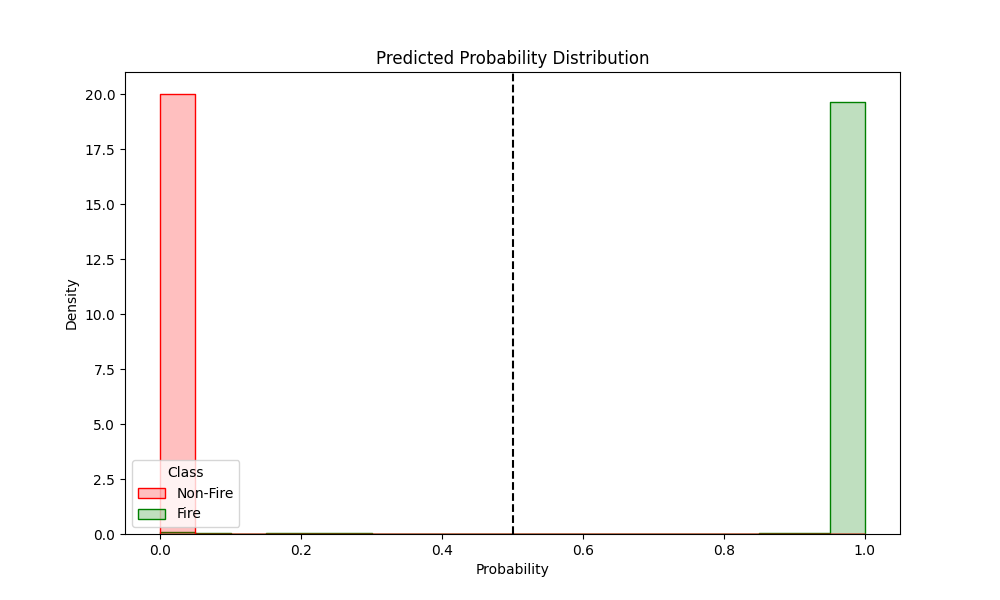 Predicted Probability Distribution
20.0
17.5
15.0
12.5
10.0
7.5
5.0
2.5
0.0
Density
Class
Non-Fire
Fire
0.0 0.2 0.4 0.6 0.8 1.0
Probability